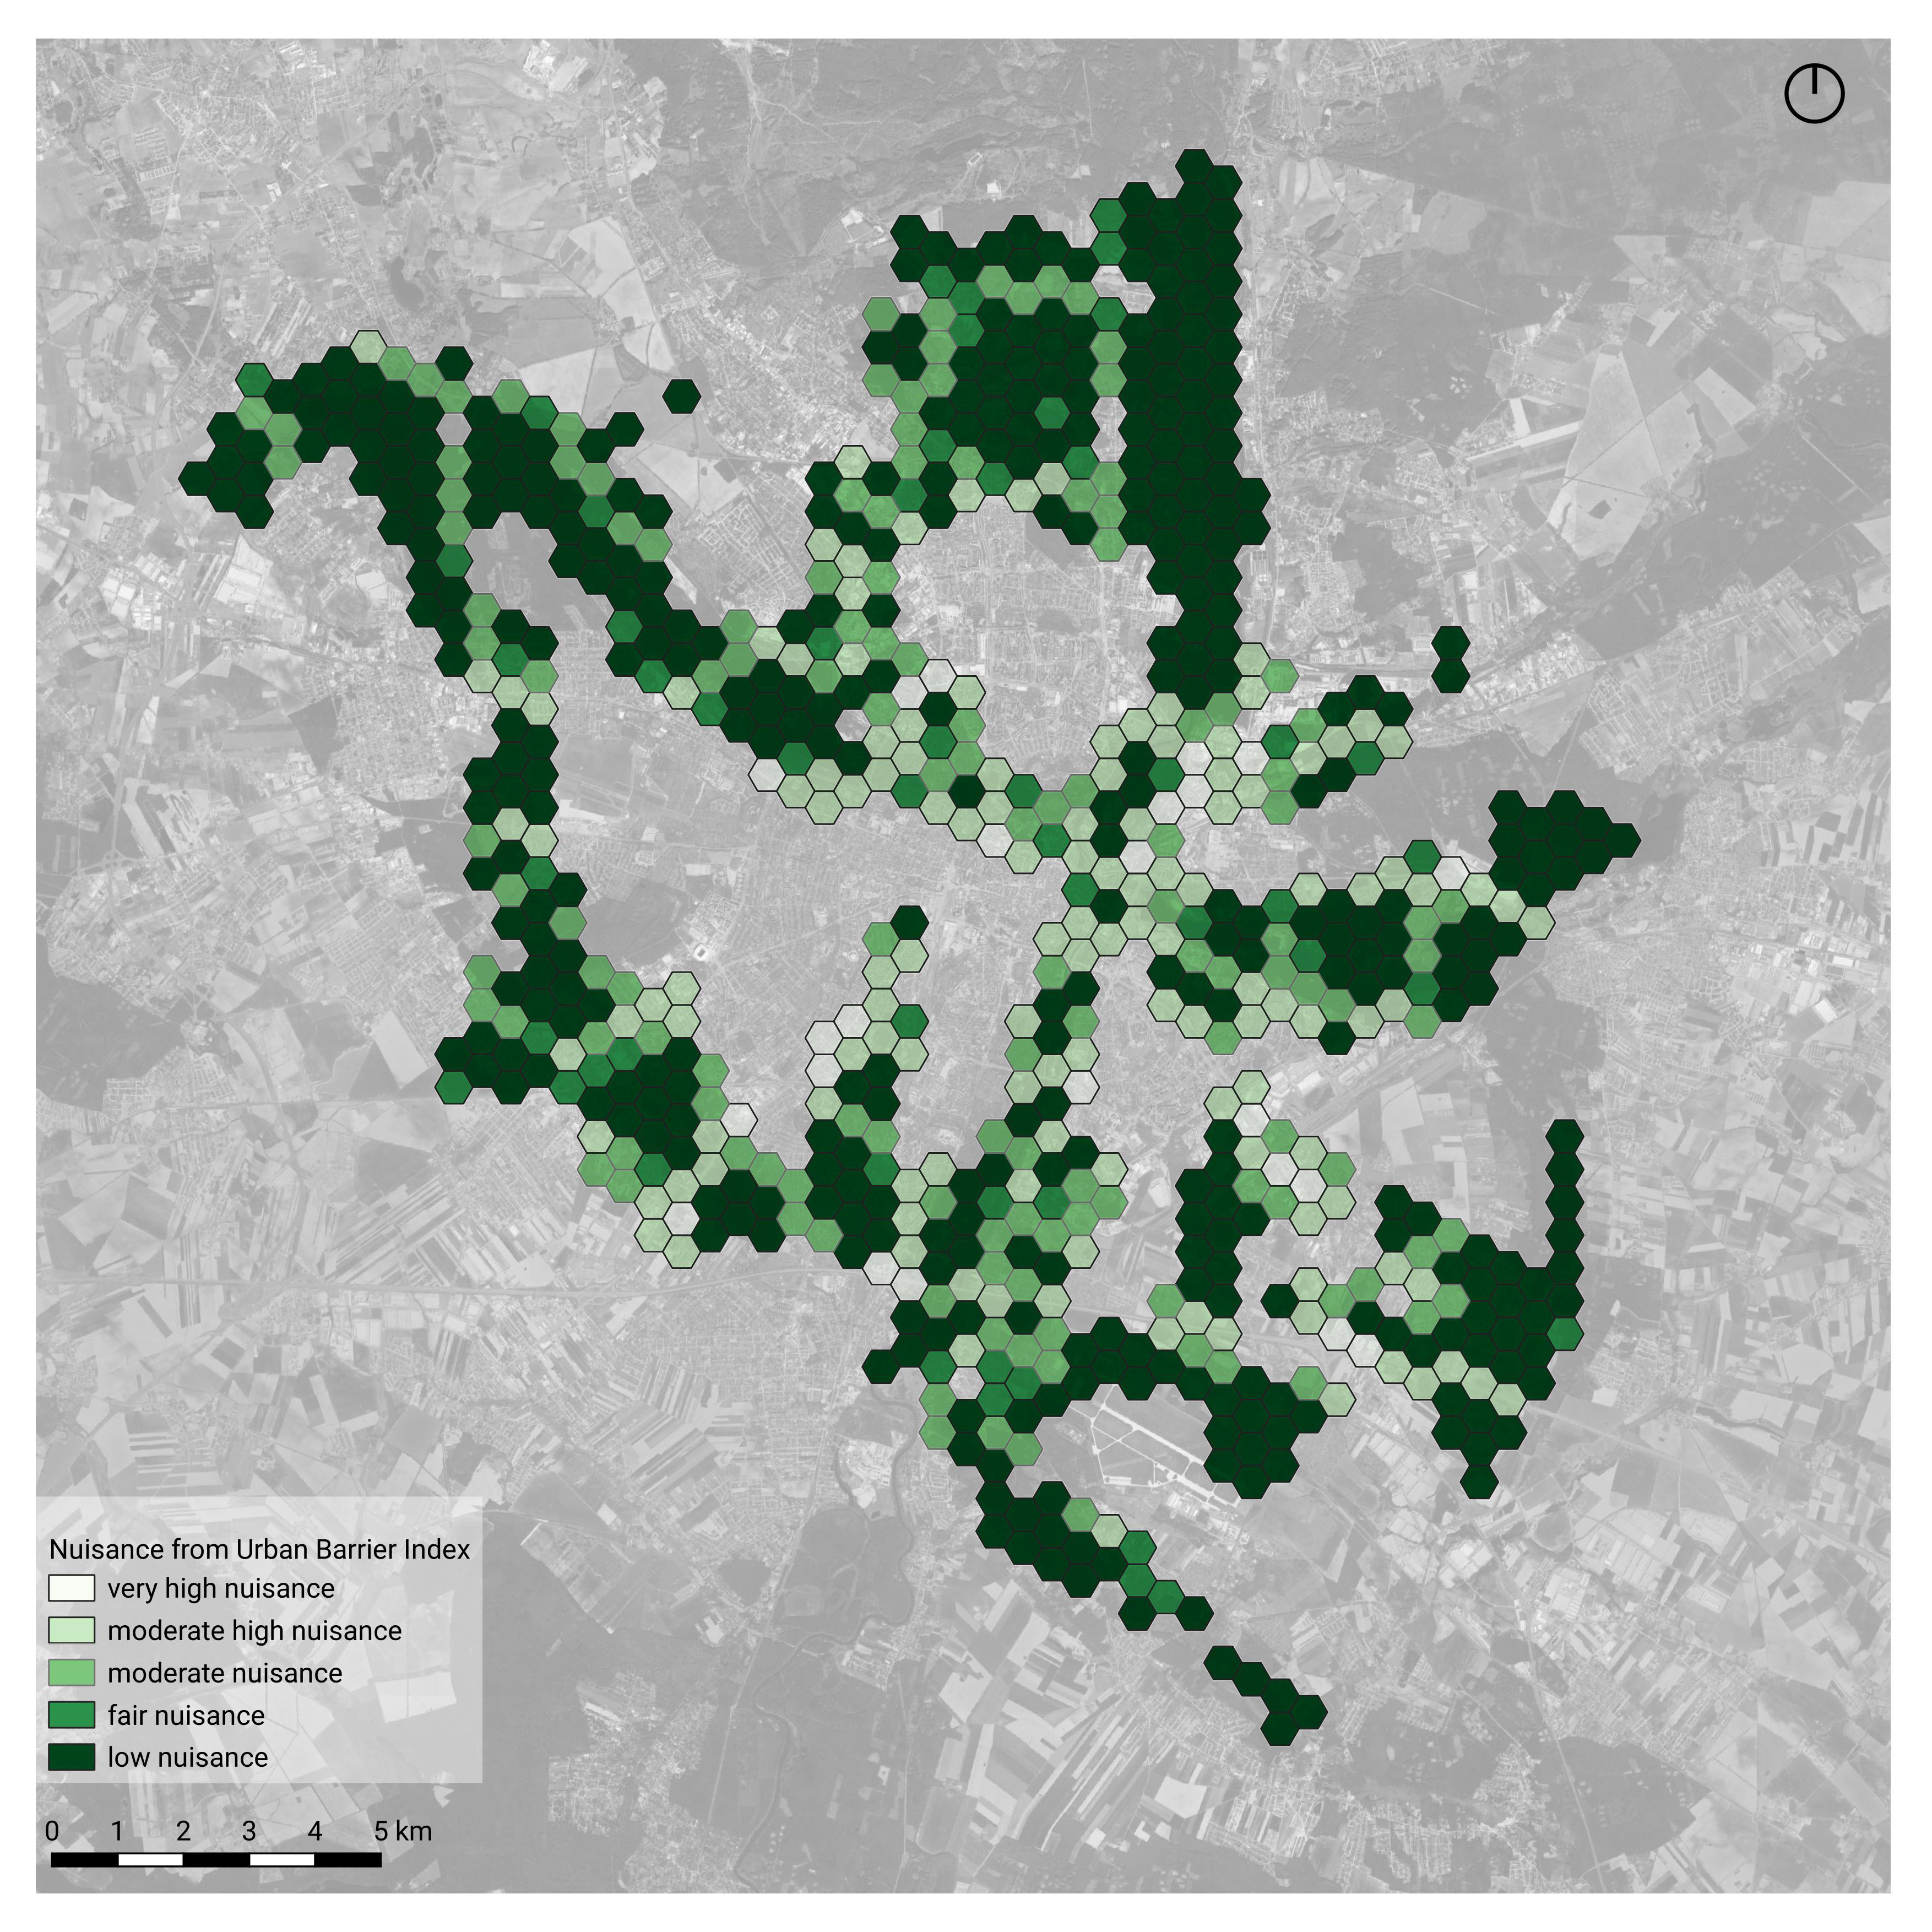 Nuisance from Urban Barrier Index
very high nuisance
moderate high nuisance
moderate nuisance
fair nuisance
low nuisance
0 1 2 3 4 5 km